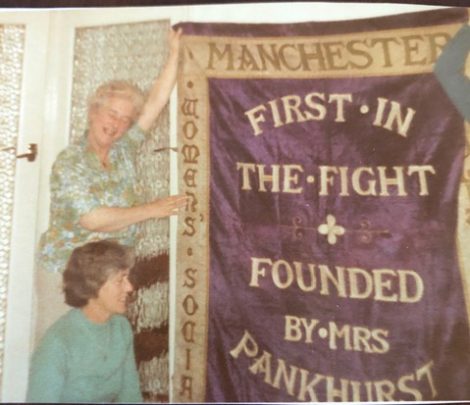 MANCHESTER
WOMEN'S · SOCIA
FIRST · IN
THE · FIGHT
FOUNDED
BY · MRS
PANKHURST